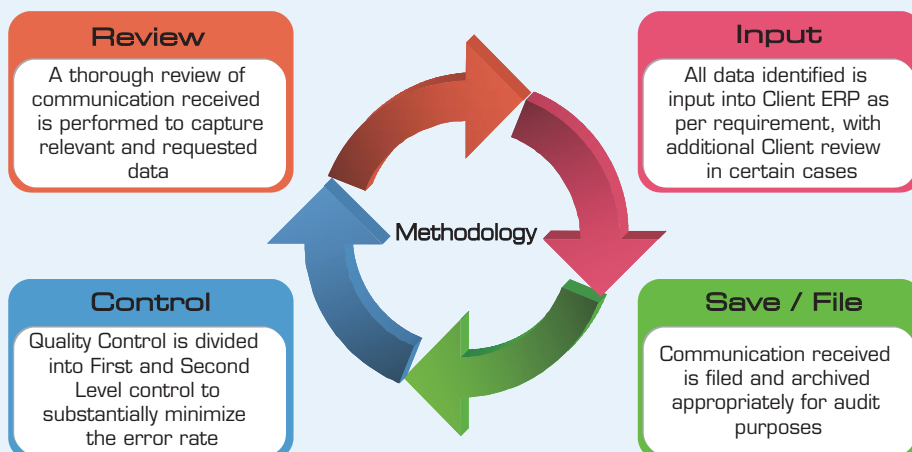 Review
A thorough review of
communication received
is performed to capture
relevant and requested
data
Input
All data identified is
input into Client ERP as
per requirement, with
additional Client review
in certain cases
Methodology
Control
Quality Control is divided
into First and Second
Level control to
substantially minimize
the error rate
Save / File
Communication received
is filed and archived
appropriately for audit
purposes